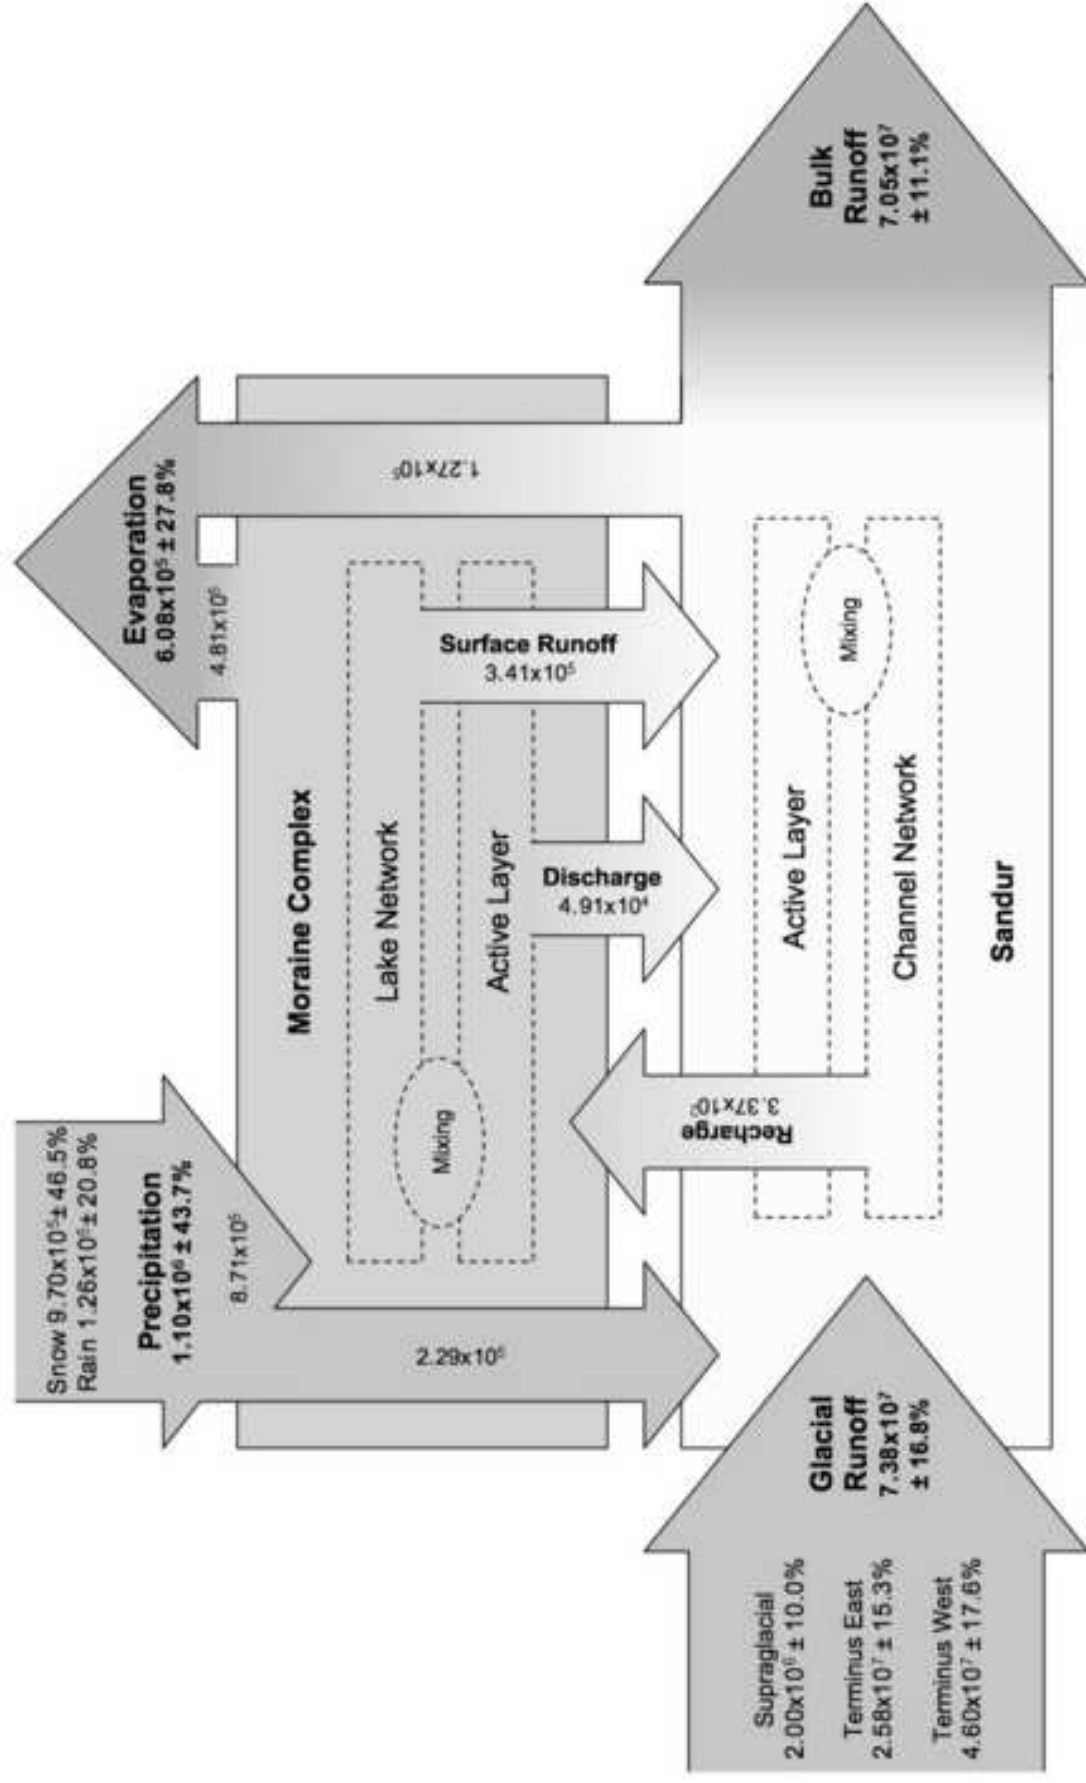 Snow 9.70x10⁵± 46.5%
Rain 1.26x10⁵± 20.8%
Precipitation
1.10x10⁶ ± 43.7%
8.71x10⁵
2.29x10⁵
Evaporation
6.08x10⁵ ± 27.8%
4.81x10⁵
1.27x10⁵
Moraine Complex
Lake Network
Mixing
Active Layer
Surface Runoff
3.41x10⁵
Discharge
4.91x10⁴
Recharge
3.37x10²
Active Layer
Mixing
Channel Network
Sandur
Supraglacial
2.00x10⁶ ± 10.0%
Terminus East
2.58x10⁷ ± 15.3%
Terminus West
4.60x10⁷ ± 17.6%
Glacial
Runoff
7.38x10⁷
± 16.8%
Bulk
Runoff
7.05x10⁷
± 11.1%